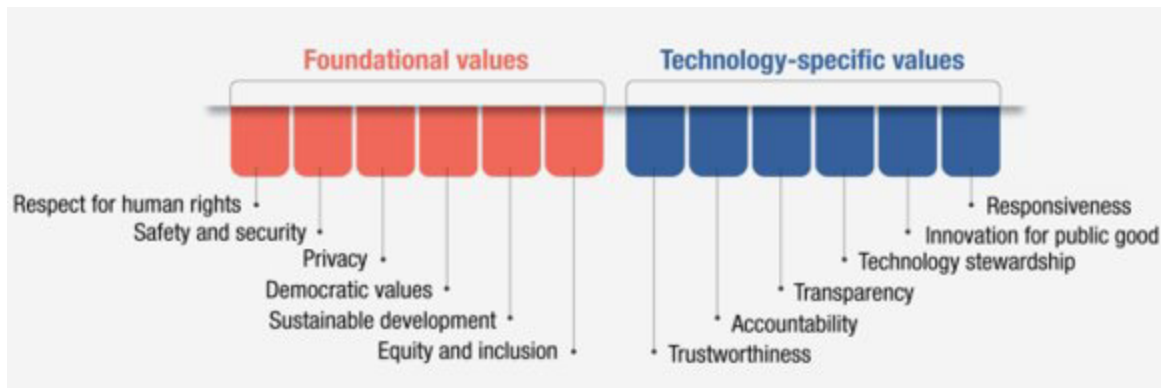 Foundational values
Technology-specific values
Respect for human rights
Safety and security
Privacy
Democratic values
Sustainable development
Equity and inclusion
Responsiveness
Innovation for public good
Technology stewardship
Transparency
Accountability
Trustworthiness